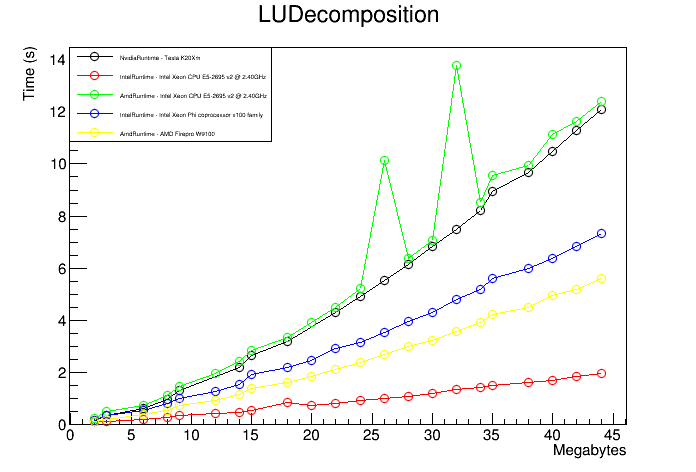 LUDecomposition
Time (s)
NvidiaRuntime - Tesla K20Xm
IntelRuntime - Intel Xeon CPU E5-2695 v2 @ 2.40GHz
AmdRuntime - Intel Xeon CPU E5-2695 v2 @ 2.40GHz
IntelRuntime - Intel Xeon Phi coprocessor x100 family
AmdRuntime - AMD Firepro W9100
14
12
10
8
6
4
2
0
0 5 10 15 20 25 30 35 40 45
Megabytes